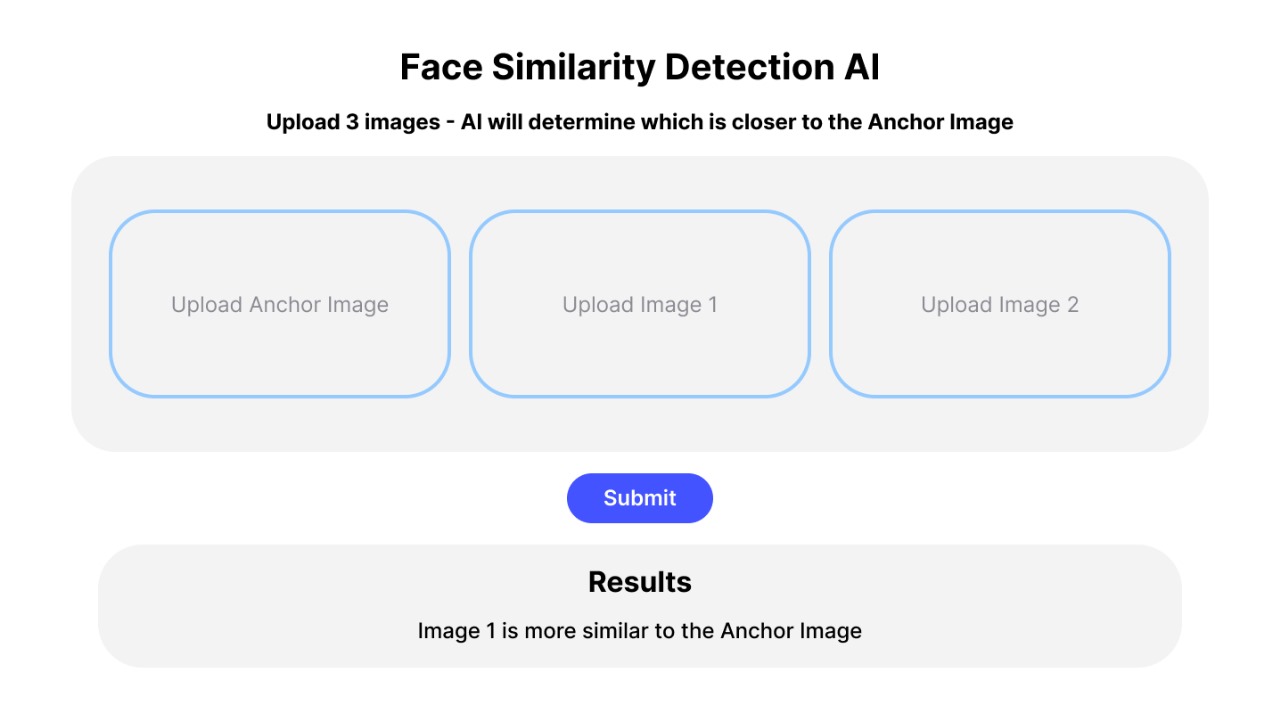 Face Similarity Detection AI
Upload 3 images - AI will determine which is closer to the Anchor Image
Upload Anchor Image
Upload Image 1
Upload Image 2
Submit
Results
Image 1 is more similar to the Anchor Image